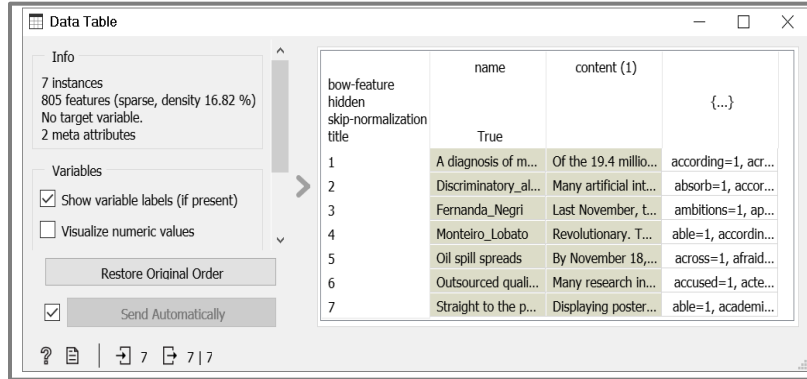 Data Table
Info
7 instances
805 features (sparse, density 16.82 %)
No target variable.
2 meta attributes
Variables
Show variable labels (if present)
Visualize numeric values
Restore Original Order
Send Automatically
? 7 7 | 7
name content (1)
bow-feature
hidden {...}
skip-normalization
title True
1 A diagnosis of m... Of the 19.4 millio... according=1, acr...
2 Discriminatory_al... Many artificial int... absorb=1, accor...
3 Fernanda_Negri Last November, t... ambitions=1, ap...
4 Monteiro_Lobato Revolutionary. T... able=1, accordin...
5 Oil spill spreads By November 18,... across=1, afraid...
6 Outsourced quali... Many research in... accused=1, acte...
7 Straight to the p... Displaying poster... able=1, academi...